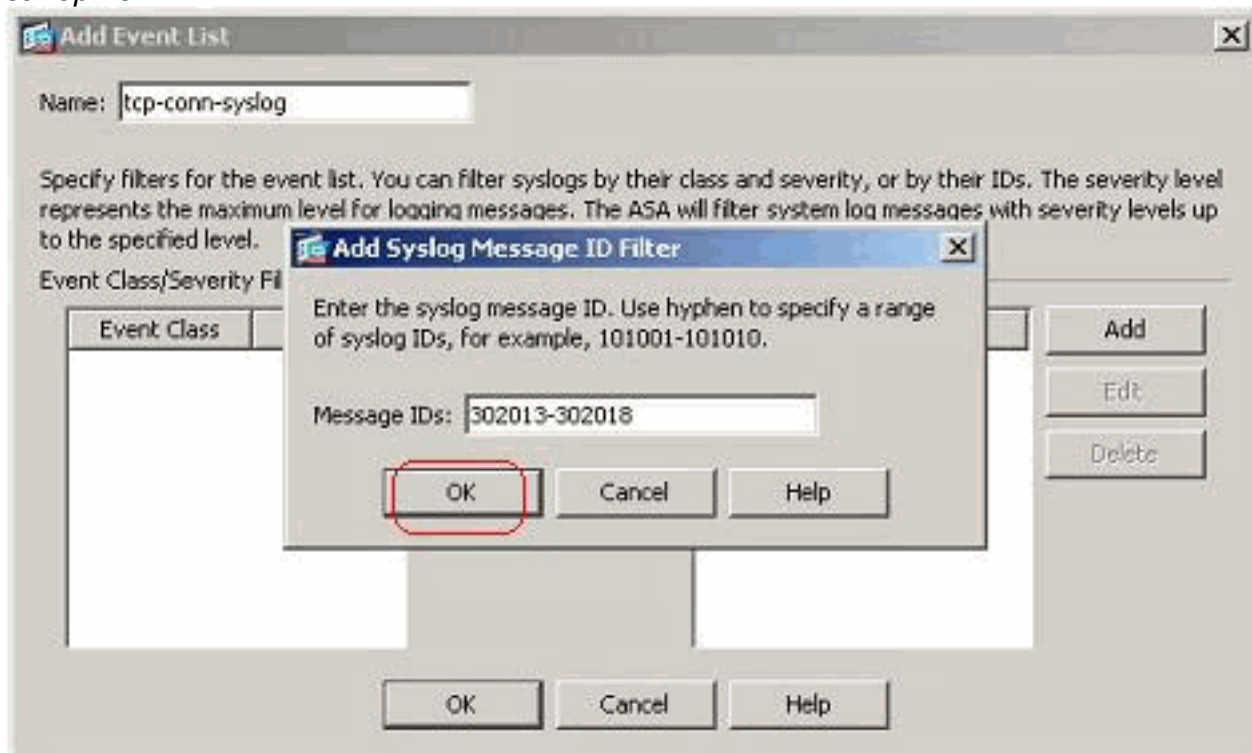 Add Event List
Name: tcp-conn-syslog
Specify filters for the event list. You can filter syslogs by their class and severity, or by their IDs. The severity level
represents the maximum level for logging messages. The ASA will filter system log messages with severity levels up
to the specified level.
Add Syslog Message ID Filter
Event Class/Severity Fil
Enter the syslog message ID. Use hyphen to specify a range
of syslog IDs, for example, 101001-101010.
Event Class
Add
Edit
Message IDs: 302013-302018
Delete
OK Cancel Help
OK Cancel Help